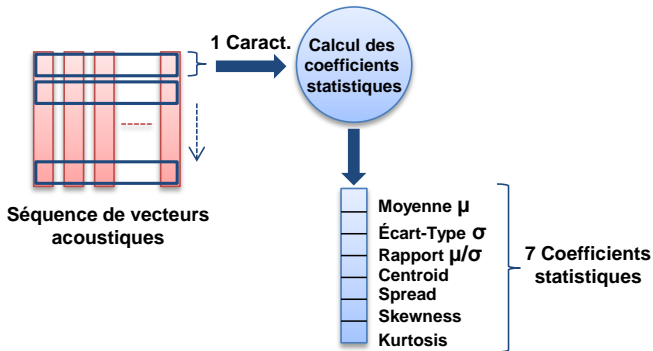 1 Caract.
Calcul des
coefficients
statistiques
Séquence de vecteurs
acoustiques
Moyenne μ
Écart-Type σ
Rapport μ/σ
Centroid
Spread
Skewness
Kurtosis
7 Coefficients
statistiques